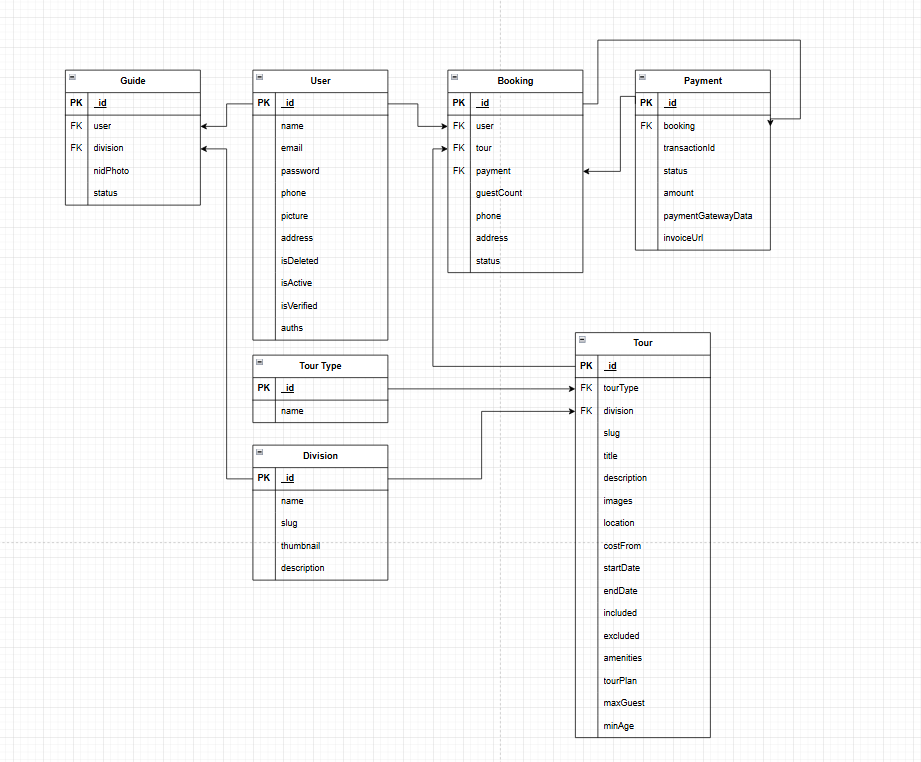 Guide
PK _id
FK user
FK division
nidPhoto
status
User
PK _id
name
email
password
phone
picture
address
isDeleted
isActive
isVerified
auths
Booking
PK _id
FK user
FK tour
FK payment
guestCount
phone
address
status
Payment
PK _id
FK booking
transactionId
status
amount
paymentGatewayData
invoiceUrl
Tour Type
PK _id
name
Division
PK _id
name
slug
thumbnail
description
Tour
PK _id
FK tourType
FK division
slug
title
description
images
location
costFrom
startDate
endDate
included
excluded
amenities
tourPlan
maxGuest
minAge